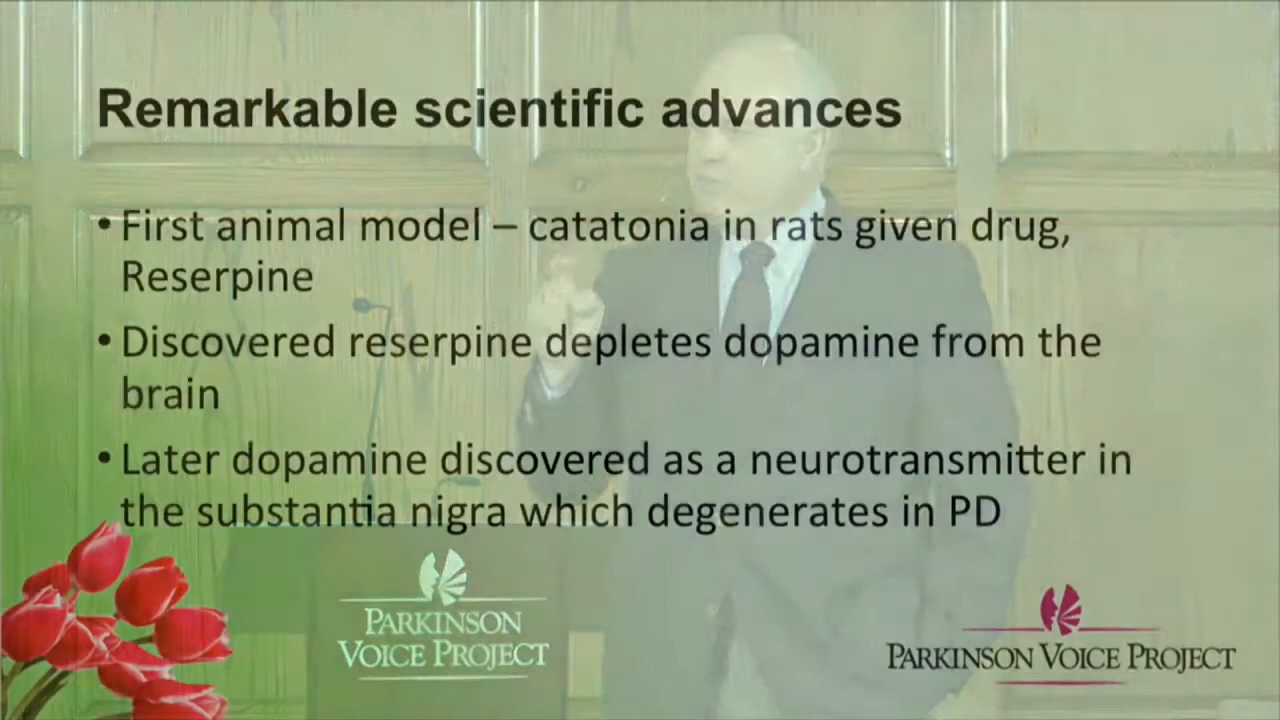 Remarkable scientific advances
• First animal model – catatonia in rats given drug,
Reserpine
• Discovered reserpine depletes dopamine from the
brain
• Later dopamine discovered as a neurotransmitter in
the substantia nigra which degenerates in PD
PARKINSON
VOICE PROJECT
PARKINSON VOICE PROJECT